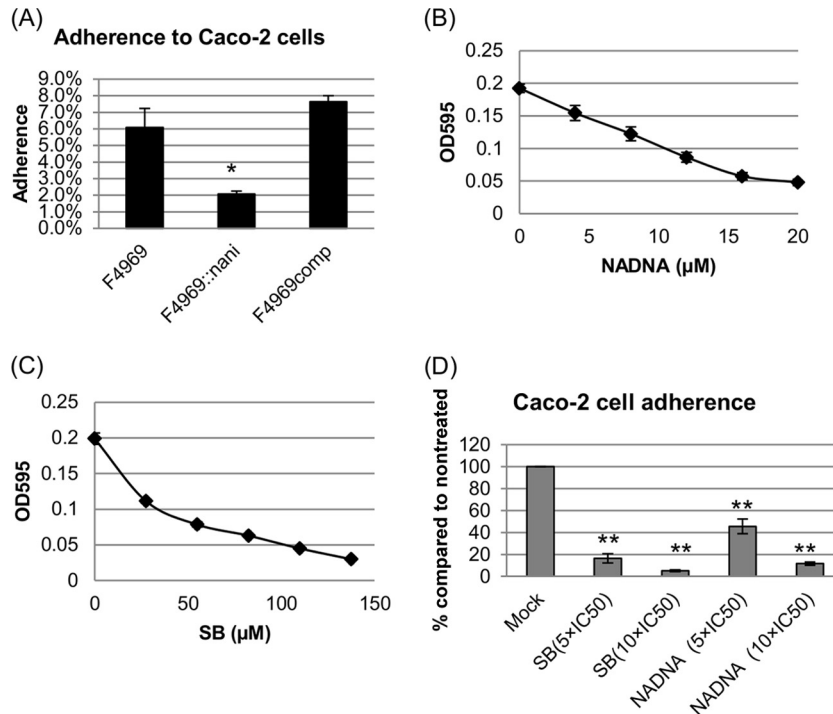 (A)
Adherence to Caco-2 cells
Adherence
9.0%
8.0%
7.0%
6.0%
5.0%
4.0%
3.0%
2.0%
1.0%
0.0%
*
F4969
F4969::nani
F4969comp
(B)
OD595
0.25
0.2
0.15
0.1
0.05
0
0 5 10 15 20
NADNA (µM)
(C)
OD595
0.25
0.2
0.15
0.1
0.05
0
0 50 100 150
SB (µM)
(D)
Caco-2 cell adherence
% compared to nontreated
120
100
80
60
40
20
0
** ** ** **
Mock
SB(5×IC50)
SB(10×IC50)
NADNA (5×IC50)
NADNA (10×IC50)